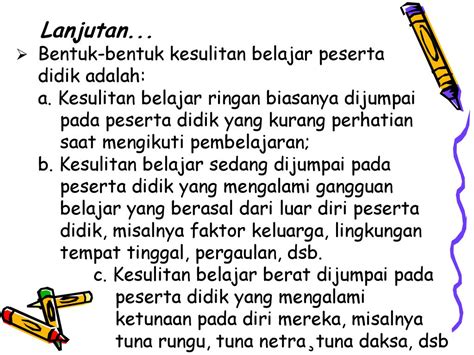 Lanjutan...
➢ Bentuk-bentuk kesulitan belajar peserta
didik adalah:
a. Kesulitan belajar ringan biasanya dijumpai
pada peserta didik yang kurang perhatian
saat mengikuti pembelajaran;
b. Kesulitan belajar sedang dijumpai pada
peserta didik yang mengalami gangguan
belajar yang berasal dari luar diri peserta
didik, misalnya faktor keluarga, lingkungan
tempat tinggal, pergaulan, dsb.
c. Kesulitan belajar berat dijumpai pada
peserta didik yang mengalami
ketunaan pada diri mereka, misalnya
tuna rungu, tuna netra,tuna daksa, dsb